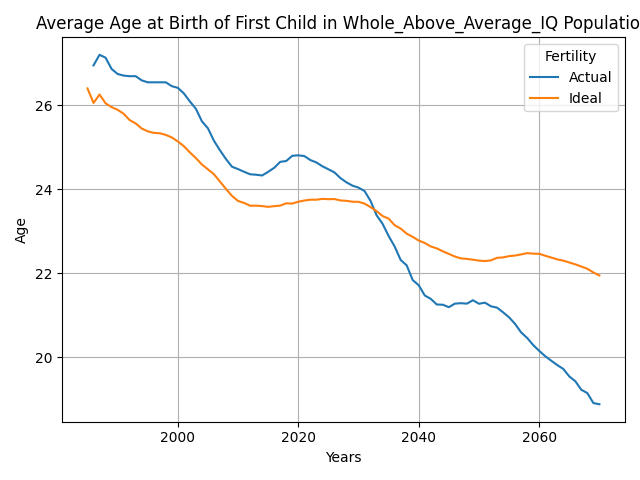 Average Age at Birth of First Child in Whole_Above_Average_IQ Populatio
Fertility
Actual
Ideal
26
24
22
20
Age
2000
2020
2040
2060
Years